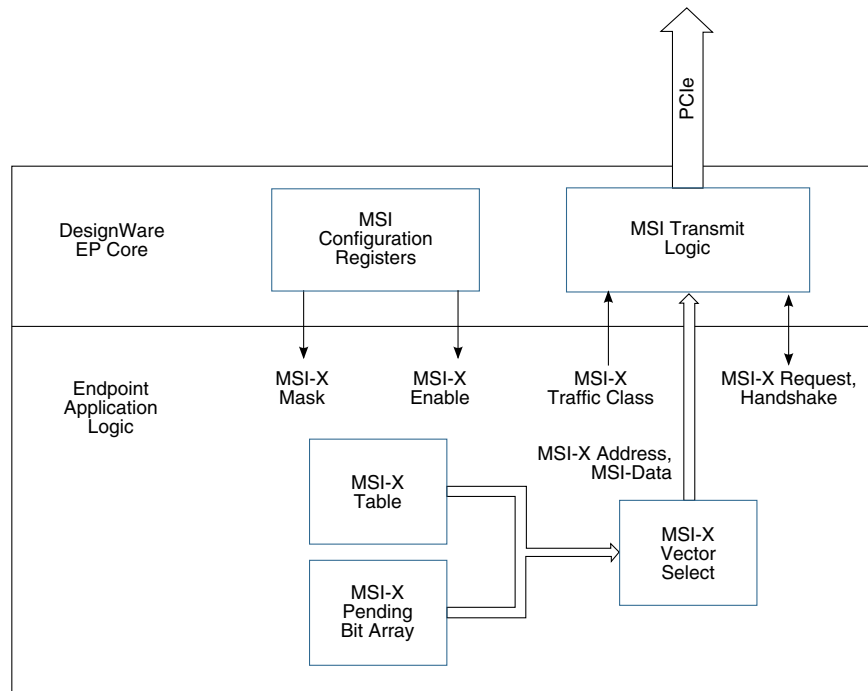 PCIe
DesignWare
EP Core
MSI
Configuration
Registers
MSI Transmit
Logic
Endpoint
Application
Logic
MSI-X
Mask
MSI-X
Enable
MSI-X
Traffic Class
MSI-X Request,
Handshake
MSI-X Address,
MSI-Data
MSI-X
Table
MSI-X
Vector
Select
MSI-X
Pending
Bit Array